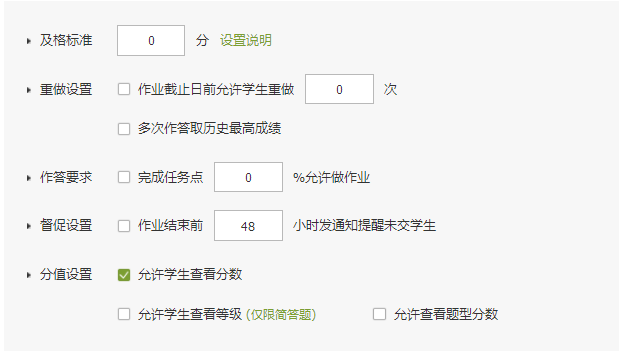 及格标准 0 分 设置说明
重做设置 作业截止日前允许学生重做 0 次
多次作答取历史最高成绩
作答要求 完成任务点 0 %允许做作业
督促设置 作业结束前 48 小时发通知提醒未交学生
分值设置 允许学生查看分数
允许学生查看等级 (仅限简答题) 允许查看题型分数